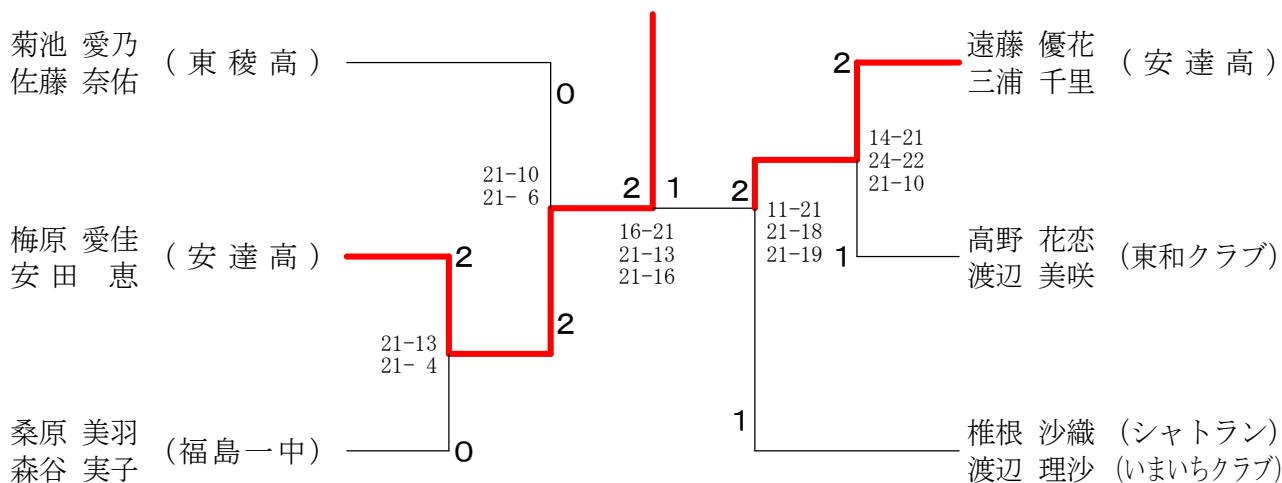 菊池 愛乃
佐藤 奈佑
(東稜高)
0
21-10
21- 6
梅原 愛佳
安田 恵
(安達高)
2
2
21-13
21- 4
桑原 美羽
森谷 実子
(福島一中)
0
2 1
16-21
21-13
21-16
遠藤 優花
三浦 千里
(安達高)
2
14-21
24-22
21-10
2
11-21
21-18
21-19
高野 花恋
渡辺 美咲
(東和クラブ)
1
1
椎根 沙織 (シャトラン)
渡辺 理沙 (いまいちクラブ)